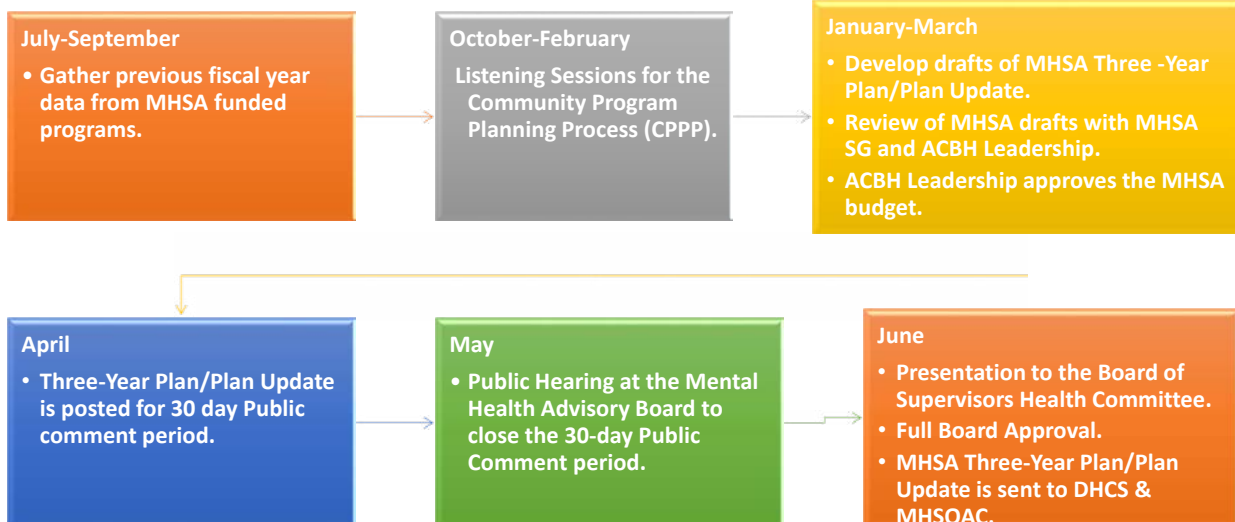 July-September
• Gather previous fiscal year
data from MHSA funded
programs.
October-February
Listening Sessions for the
Community Program
Planning Process (CPPP).
January-March
• Develop drafts of MHSA Three -Year
Plan/Plan Update.
• Review of MHSA drafts with MHSA
SG and ACBH Leadership.
• ACBH Leadership approves the MHSA
budget.
April
• Three-Year Plan/Plan Update
is posted for 30 day Public
comment period.
May
• Public Hearing at the Mental
Health Advisory Board to
close the 30-day Public
Comment period.
June
• Presentation to the Board of
Supervisors Health Committee.
• Full Board Approval.
• MHSA Three-Year Plan/Plan
Update is sent to DHCS &
MHSOAC.